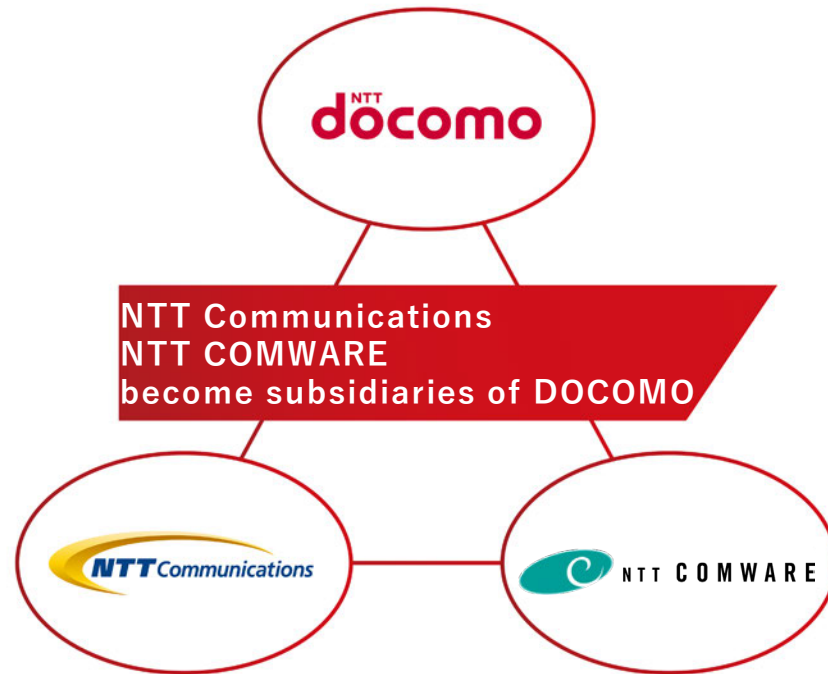 NTT
docomo
NTT Communications
NTT COMWARE
become subsidiaries of DOCOMO
NTT Communications
NTT COMWARE